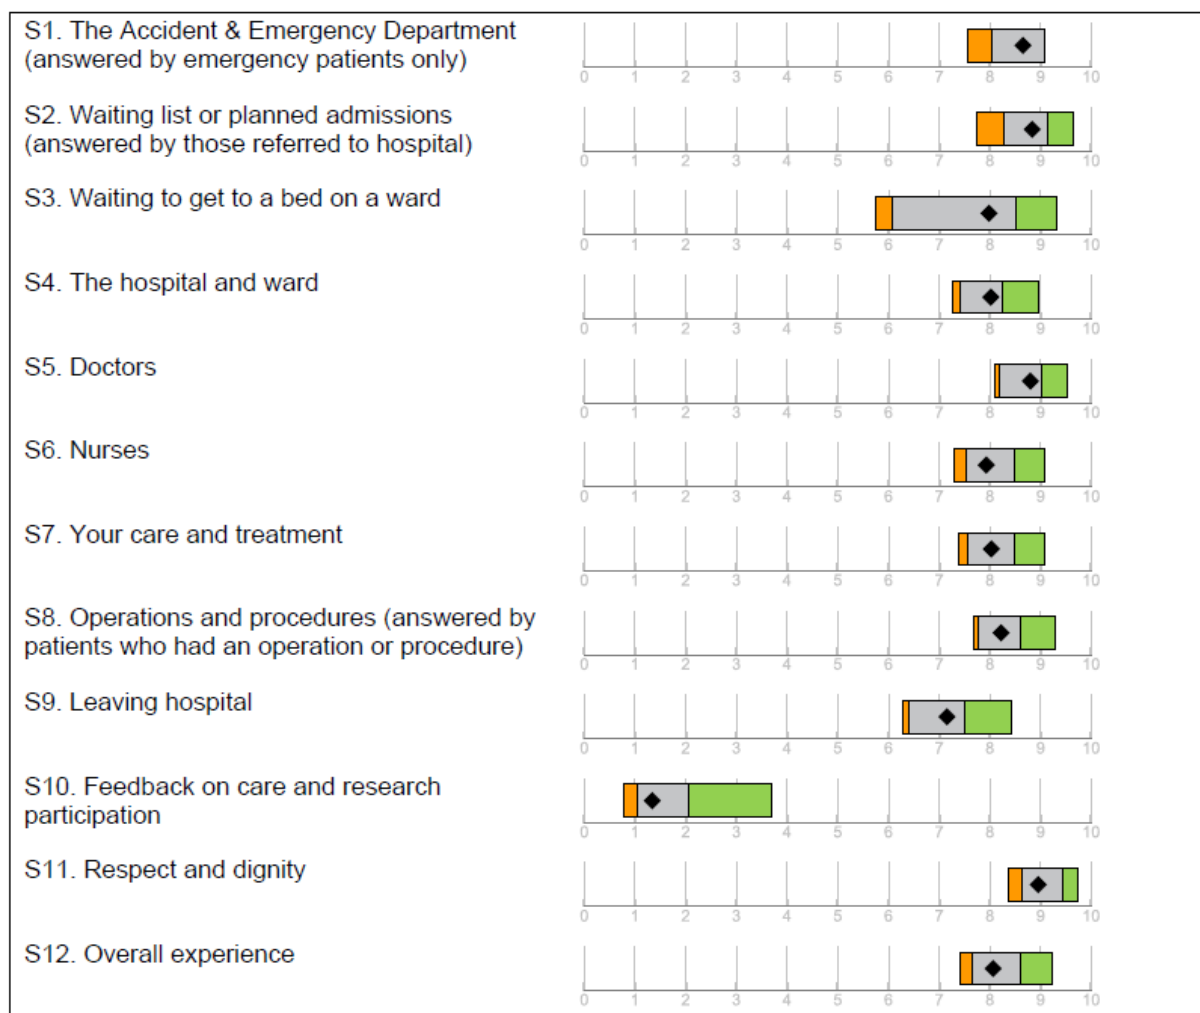 S1. The Accident & Emergency Department
(answered by emergency patients only)
0 1 2 3 4 5 6 7 8 9 10
S2. Waiting list or planned admissions
(answered by those referred to hospital)
0 1 2 3 4 5 6 7 8 9 10
S3. Waiting to get to a bed on a ward
0 1 2 3 4 5 6 7 8 9 10
S4. The hospital and ward
0 1 2 3 4 5 6 7 8 9 10
S5. Doctors
0 1 2 3 4 5 6 7 8 9 10
S6. Nurses
0 1 2 3 4 5 6 7 8 9 10
S7. Your care and treatment
0 1 2 3 4 5 6 7 8 9 10
S8. Operations and procedures (answered by
patients who had an operation or procedure)
0 1 2 3 4 5 6 7 8 9 10
S9. Leaving hospital
0 1 2 3 4 5 6 7 8 9 10
S10. Feedback on care and research
participation
0 1 2 3 4 5 6 7 8 9 10
S11. Respect and dignity
0 1 2 3 4 5 6 7 8 9 10
S12. Overall experience
0 1 2 3 4 5 6 7 8 9 10